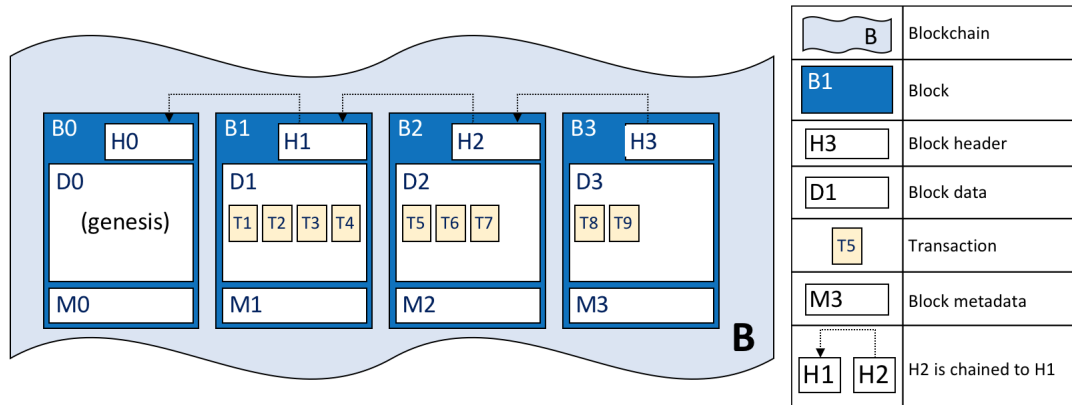 B0
H0
D0
(genesis)
M0
B1
H1
D1
T1 T2 T3 T4
M1
B2
H2
D2
T5 T6 T7
M2
B3
H3
D3
T8 T9
M3
B
B Blockchain
B1 Block
H3 Block header
D1 Block data
T5 Transaction
M3 Block metadata
H1 H2 H2 is chained to H1